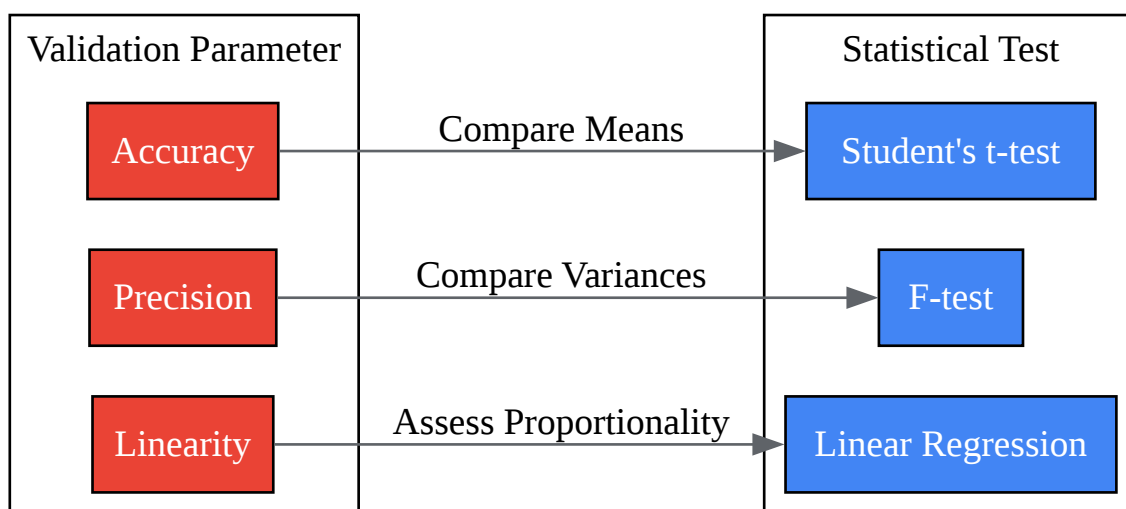 Validation Parameter
Statistical Test
Accuracy
Compare Means
Student's t-test
Precision
Compare Variances
F-test
Linearity
Assess Proportionality
Linear Regression